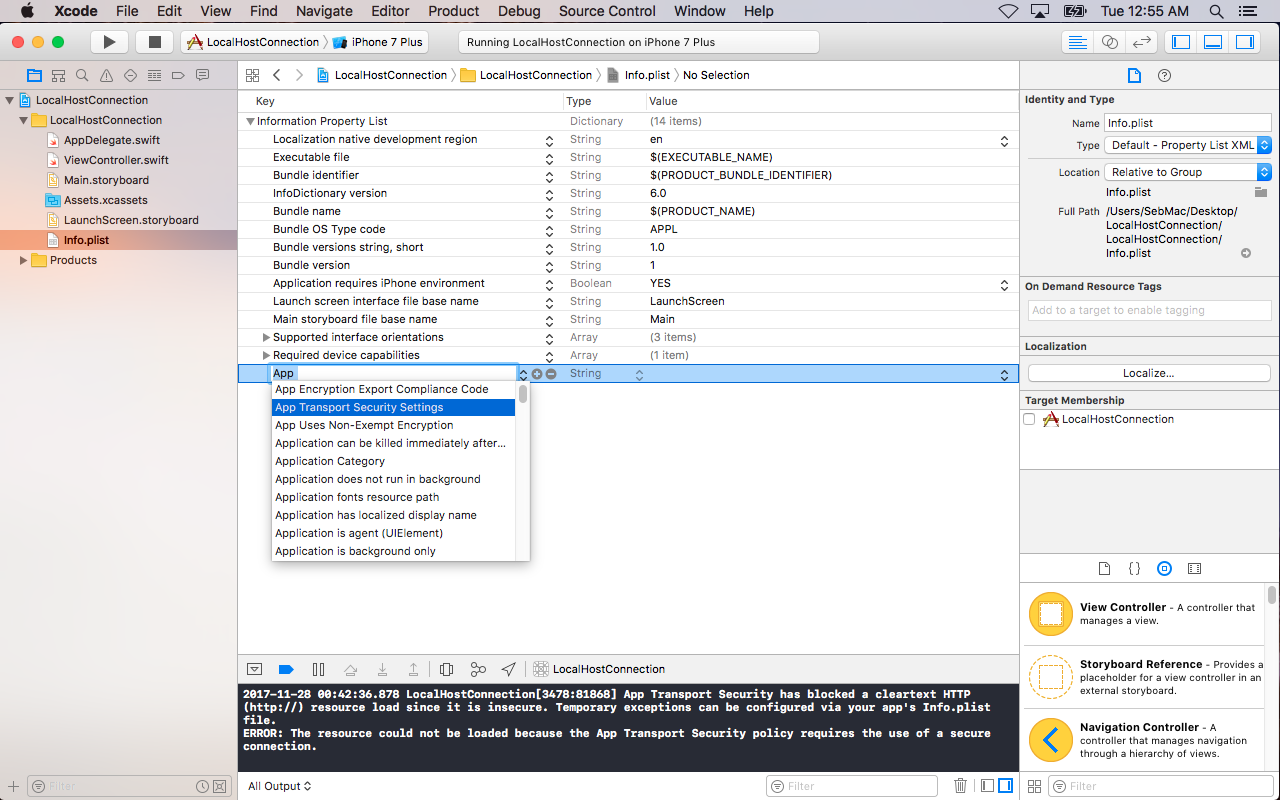 Xcode File Edit View Find Navigate Editor Product Debug Source Control Window Help Tue 12:55 AM
LocalHostConnection iPhone 7 Plus Running LocalHostConnection on iPhone 7 Plus
LocalHostConnection
LocalHostConnection
AppDelegate.swift
ViewController.swift
Main.storyboard
Assets.xcassets
LaunchScreen.storyboard
Info.plist
Products
Filter
LocalHostConnection LocalHostConnection Info.plist No Selection
Key Type Value
Information Property List Dictionary (14 items)
Localization native development region String en
Executable file String $(EXECUTABLE_NAME)
Bundle identifier String $(PRODUCT_BUNDLE_IDENTIFIER)
InfoDictionary version String 6.0
Bundle name String $(PRODUCT_NAME)
Bundle OS Type code String APPL
Bundle versions string, short String 1.0
Bundle version String 1
Application requires iPhone environment Boolean YES
Launch screen interface file base name String LaunchScreen
Main storyboard file base name String Main
Supported interface orientations Array (3 items)
Required device capabilities Array (1 item)
App String
App Encryption Export Compliance Code
App Transport Security Settings
App Uses Non-Exempt Encryption
Application can be killed immediately after...
Application Category
Application does not run in background
Application fonts resource path
Application has localized display name
Application is agent (UIElement)
Application is background only
LocalHostConnection
2017-11-28 00:42:36.878 LocalHostConnection[3478:81868] App Transport Security has blocked a cleartext HTTP
(http://) resource load since it is insecure. Temporary exceptions can be configured via your app's Info.plist
file.
ERROR: The resource could not be loaded because the App Transport Security policy requires the use of a secure
connection.
All Output Filter
Identity and Type
Name Info.plist
Type Default - Property List XML
Location Relative to Group
Info.plist
Full Path /Users/SebMac/Desktop/
LocalHostConnection/
LocalHostConnection/
Info.plist
On Demand Resource Tags
Add to a target to enable tagging
Localization
Localize...
Target Membership
LocalHostConnection
{ }
View Controller - A controller that
manages a view.
Storyboard Reference - Provides a
placeholder for a view controller in an
external storyboard.
Navigation Controller - A
controller that manages navigation
through a hierarchy of views.
Filter